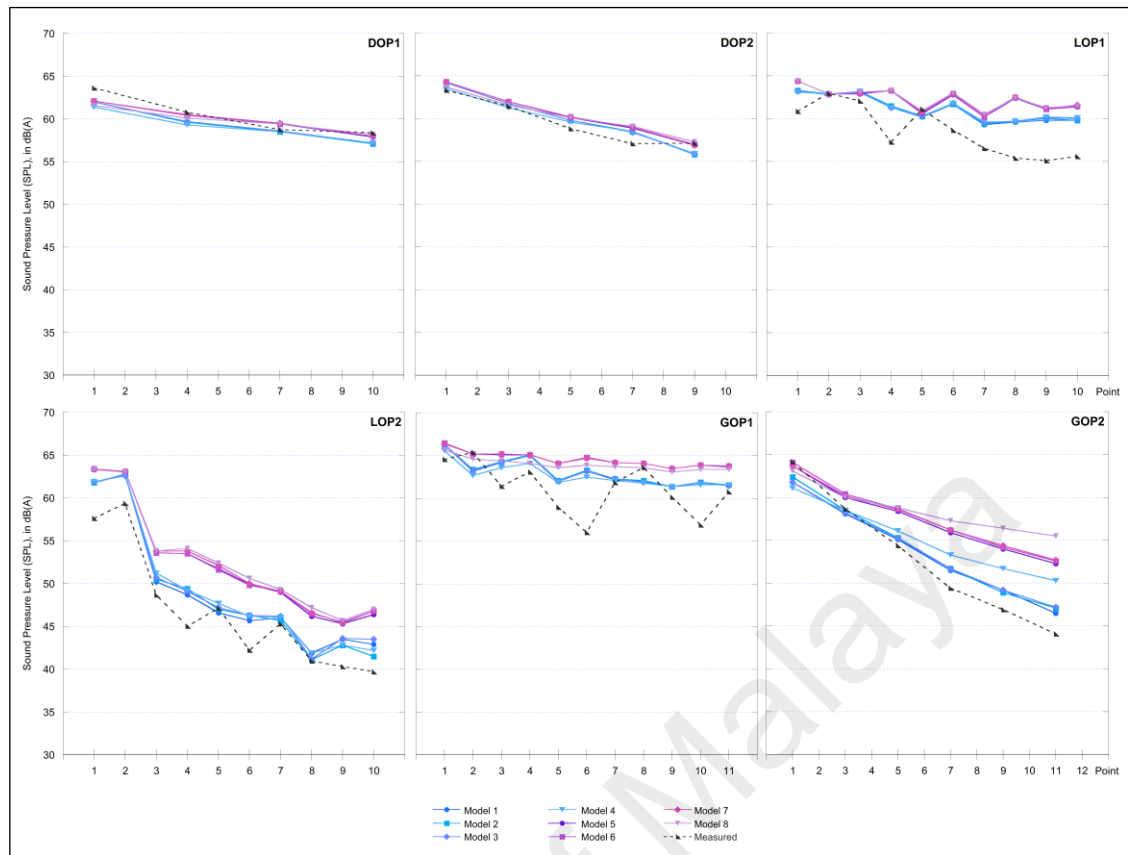 DOP1
DOP2
LOP1
70
65
60
55
50
45
40
35
30
Sound Pressure Level (SPL), in dB(A)
1 2 3 4 5 6 7 8 9 10
1 2 3 4 5 6 7 8 9 10
1 2 3 4 5 6 7 8 9 10 Point
LOP2
GOP1
GOP2
70
65
60
55
50
45
40
35
30
Sound Pressure Level (SPL), in dB(A)
1 2 3 4 5 6 7 8 9 10
1 2 3 4 5 6 7 8 9 10 11
1 2 3 4 5 6 7 8 9 10 11 12 Point
Model 1 Model 4 Model 7
Model 2 Model 5 Model 8
Model 3 Model 6 Measured
of Malaya